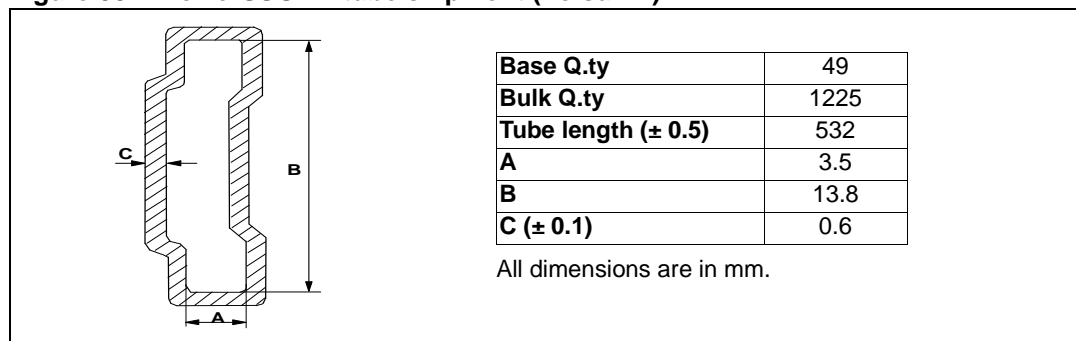 C
B
A
Base Q.ty 49
Bulk Q.ty 1225
Tube length (± 0.5) 532
A 3.5
B 13.8
C (± 0.1) 0.6
All dimensions are in mm.